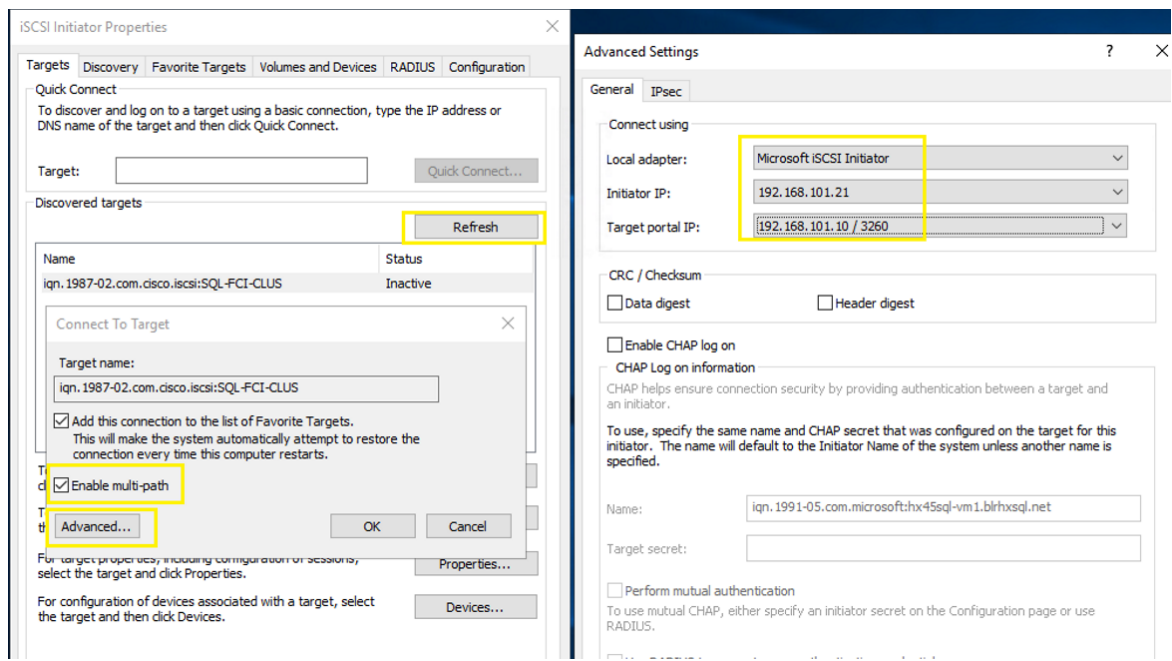 iSCSI Initiator Properties
Targets Discovery Favorite Targets Volumes and Devices RADIUS Configuration
Quick Connect
To discover and log on to a target using a basic connection, type the IP address or
DNS name of the target and then click Quick Connect.
Target:
Quick Connect...
Discovered targets
Refresh
Name Status
iqn.1987-02.com.cisco.iscsi:SQL-FCI-CLUS Inactive
Connect To Target
Target name:
iqn.1987-02.com.cisco.iscsi:SQL-FCI-CLUS
Add this connection to the list of Favorite Targets.
This will make the system automatically attempt to restore the
connection every time this computer restarts.
Enable multi-path
Advanced... OK Cancel
For target properties, including configuration of sessions,
select the target and click Properties.
Properties...
For configuration of devices associated with a target, select
the target and then click Devices.
Devices...
Advanced Settings ?
General IPsec
Connect using
Local adapter: Microsoft iSCSI Initiator
Initiator IP: 192.168.101.21
Target portal IP: 192.168.101.10 / 3260
CRC / Checksum
Data digest Header digest
Enable CHAP log on
CHAP Log on information
CHAP helps ensure connection security by providing authentication between a target and
an initiator.
To use, specify the same name and CHAP secret that was configured on the target for this
initiator. The name will default to the Initiator Name of the system unless another name is
specified.
Name: iqn.1991-05.com.microsoft:hx45sql-vm1.blrhxsql.net
Target secret:
Perform mutual authentication
To use mutual CHAP, either specify an initiator secret on the Configuration page or use
RADIUS.